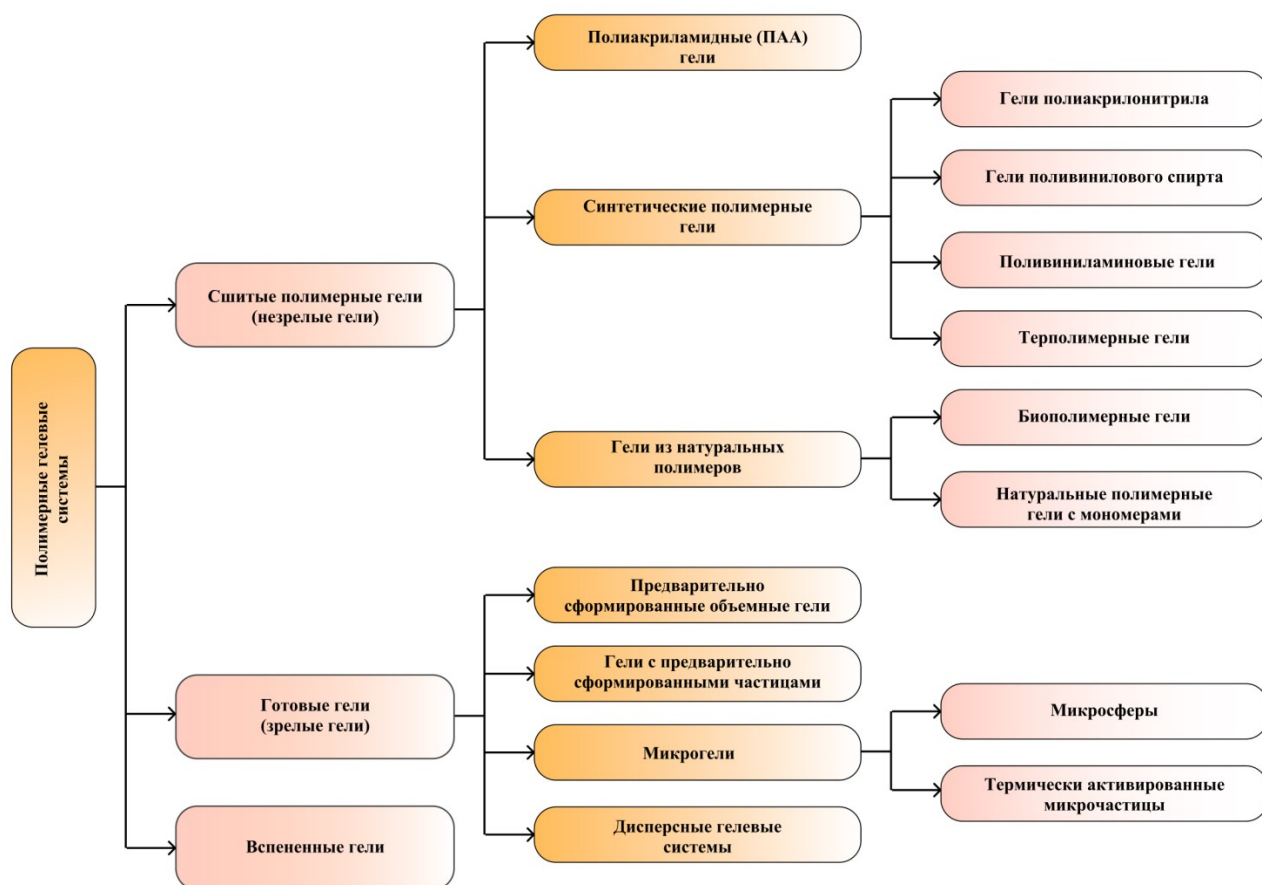 Полимерные гелевые
системы
Сшитые полимерные гели
(незрелые гели)
Полиакриламидные (ПАА)
гели
Синтетические полимерные
гели
Гели полиакрилонитрила
Гели поливинилового спирта
Поливиниламиновые гели
Терполимерные гели
Гели из натуральных
полимеров
Биополимерные гели
Натуральные полимерные
гели с мономерами
Готовые гели
(зрелые гели)
Предварительно
сформированные объемные гели
Гели с предварительно
сформированными частицами
Микрогели
Микросферы
Термически активированные
микрочастицы
Дисперсные гелевые
системы
Вспененные гели